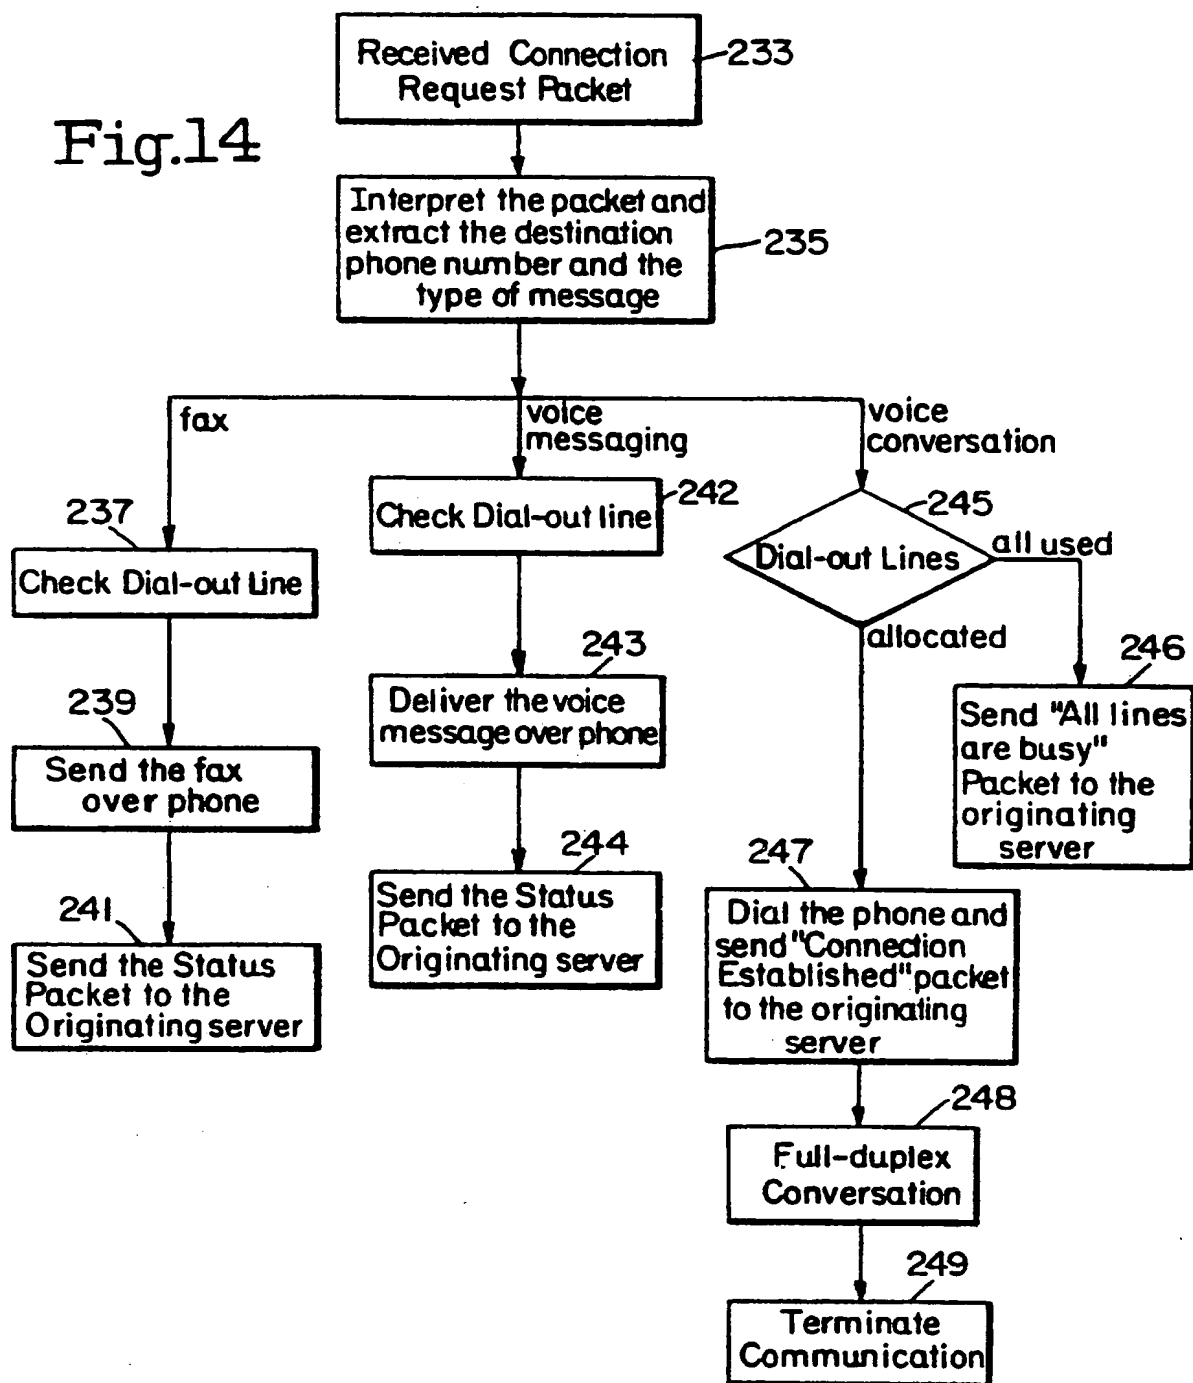 Fig.14
Received Connection
Request Packet
233
Interpret the packet and
extract the destination
phone number and the
type of message
235
fax
voice
messaging
voice
conversation
237
Check Dial-out Line
242
Check Dial-out line
245
Dial-out Lines
all used
allocated
239
Send the fax
over phone
243
Deliver the voice
message over phone
246
Send "All lines
are busy"
Packet to the
originating
server
241
Send the Status
Packet to the
Originating server
244
Send the Status
Packet to the
Originating server
247
Dial the phone and
send "Connection
Established" packet
to the originating
server
248
Full-duplex
Conversation
249
Terminate
Communication